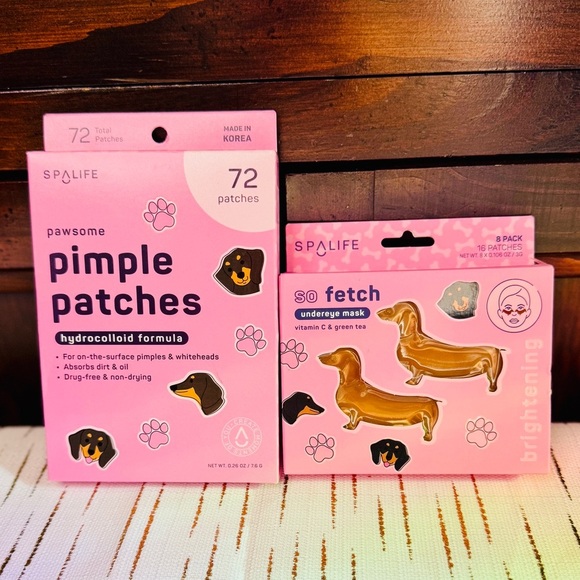 72 Total Patches
MADE IN
KOREA
SPALIFE
72
patches
pawsome
pimple
patches
hydrocolloid formula
• For on-the-surface pimples & whiteheads
• Absorbs dirt & oil
• Drug-free & non-drying
NET WT. 0.26 OZ / 7.6 G
SPALIFE
8 PACK
16 PATCHES
so fetch
undereye mask
vitamin C & green tea
brightening